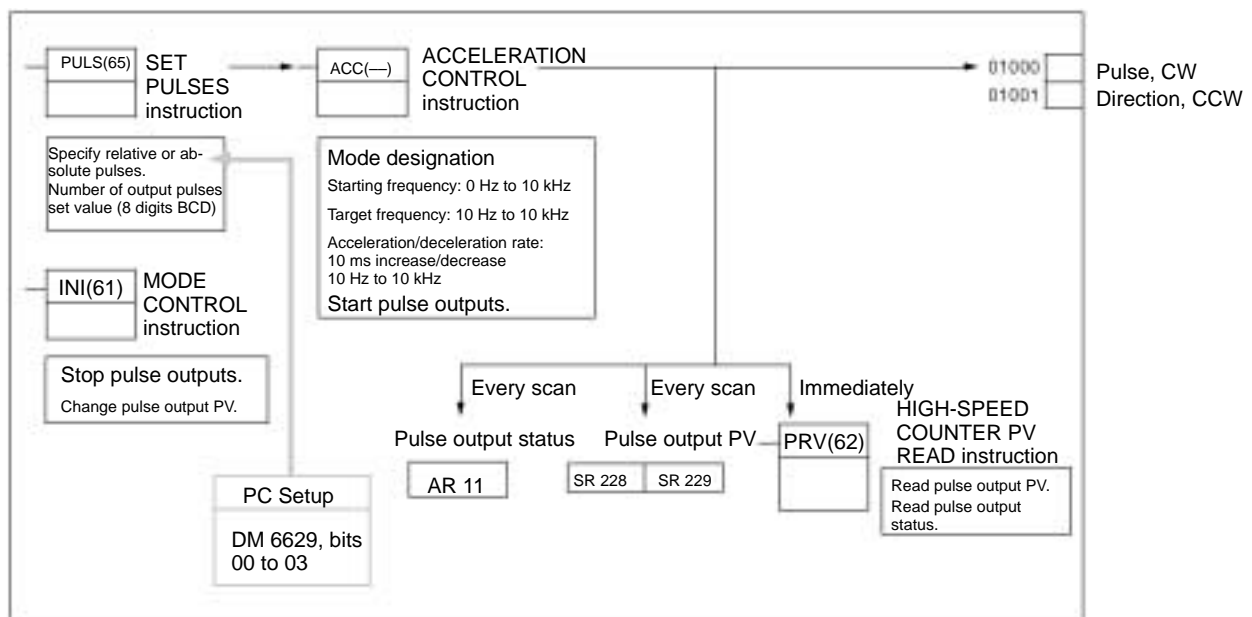 PULS(65)
SET
PULSES
instruction
ACC(—)
ACCELERATION
CONTROL
instruction
01000
Pulse, CW
01001
Direction, CCW
Specify relative or ab-
solute pulses.
Number of output pulses
set value (8 digits BCD)
Mode designation
Starting frequency: 0 Hz to 10 kHz
Target frequency: 10 Hz to 10 kHz
Acceleration/deceleration rate:
10 ms increase/decrease
10 Hz to 10 kHz
Start pulse outputs.
INI(61)
MODE
CONTROL
instruction
Stop pulse outputs.
Change pulse output PV.
Every scan
Every scan
Immediately
Pulse output status
Pulse output PV
AR 11
SR 228
SR 229
PRV(62)
HIGH-SPEED
COUNTER PV
READ instruction
Read pulse output PV.
Read pulse output
status.
PC Setup
DM 6629, bits
00 to 03